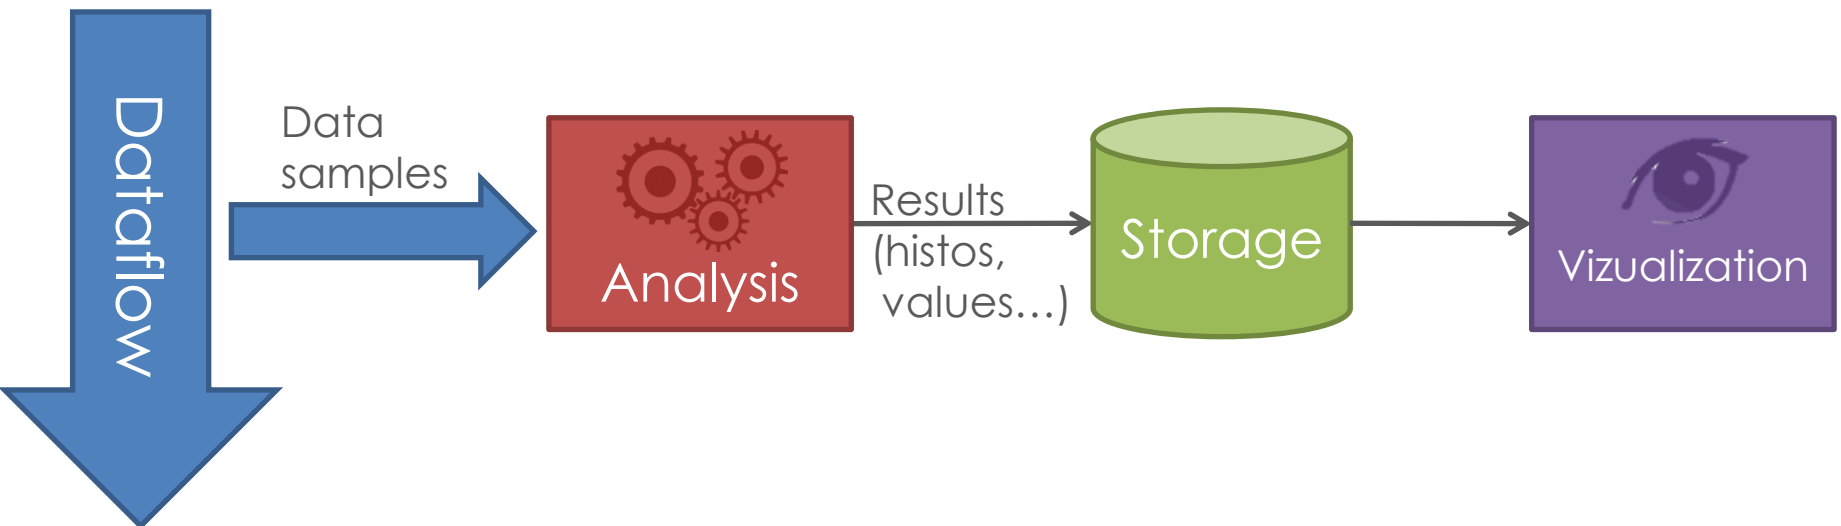 Dataflow
Data
samples
Analysis
Results
(histos,
values...)
Storage
Vizualization